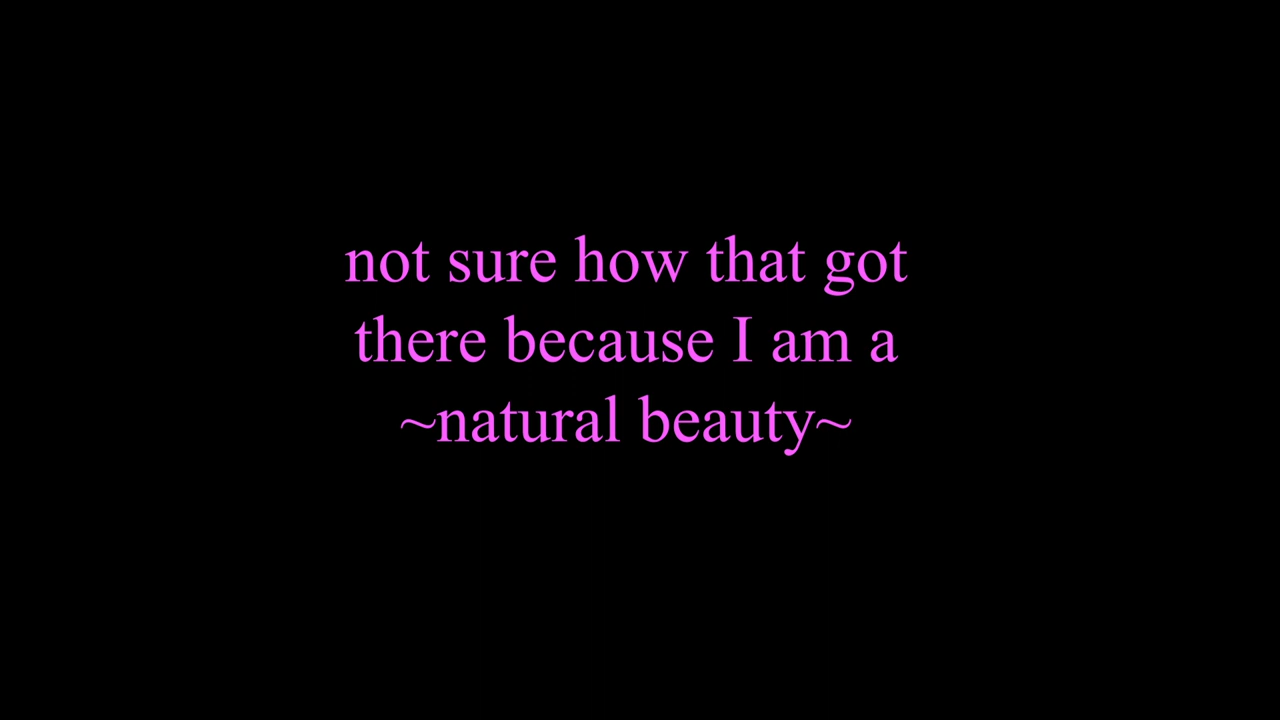 not sure how that got
there because I am a
~natural beauty~